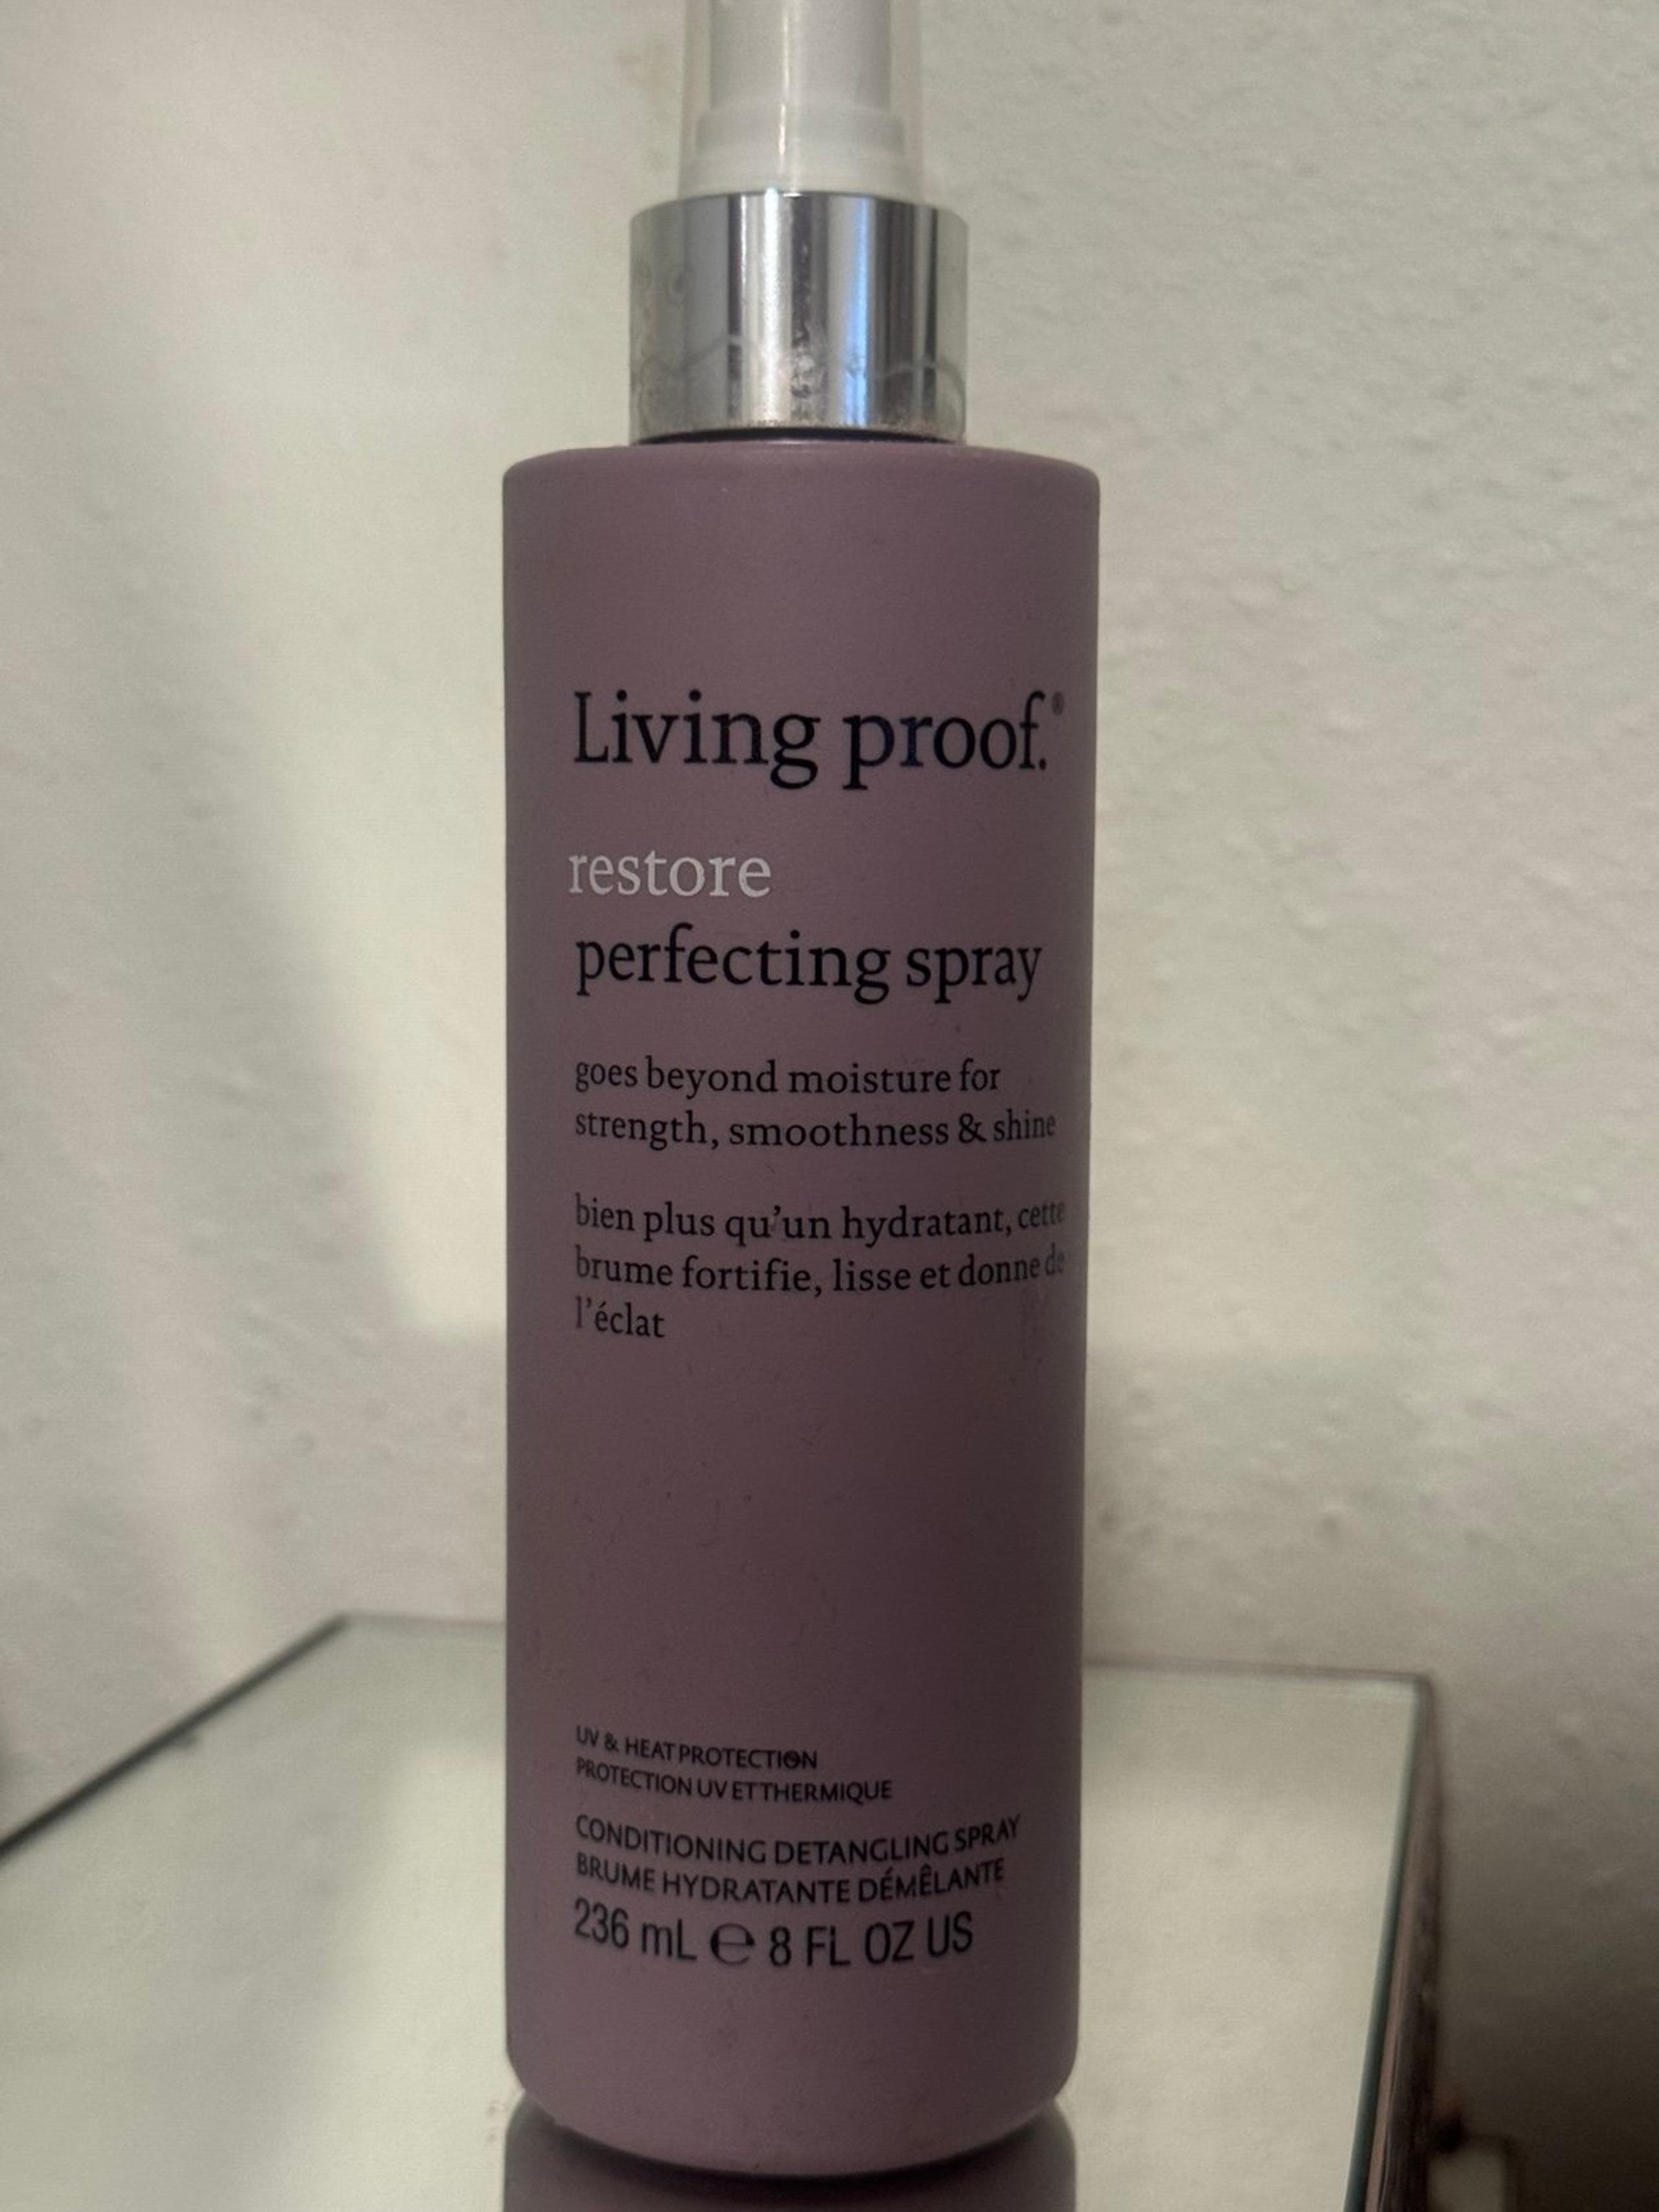 Living proof.®
restore
perfecting spray
goes beyond moisture for
strength, smoothness & shine
bien plus qu'un hydratant, cette
brume fortifie, lisse et donne de
l'éclat
UV & HEAT PROTECTION
PROTECTION UV ET THERMIQUE
CONDITIONING DETANGLING SPRAY
BRUME HYDRATANTE DÉMÊLANTE
236 mL ℮ 8 FL OZ US